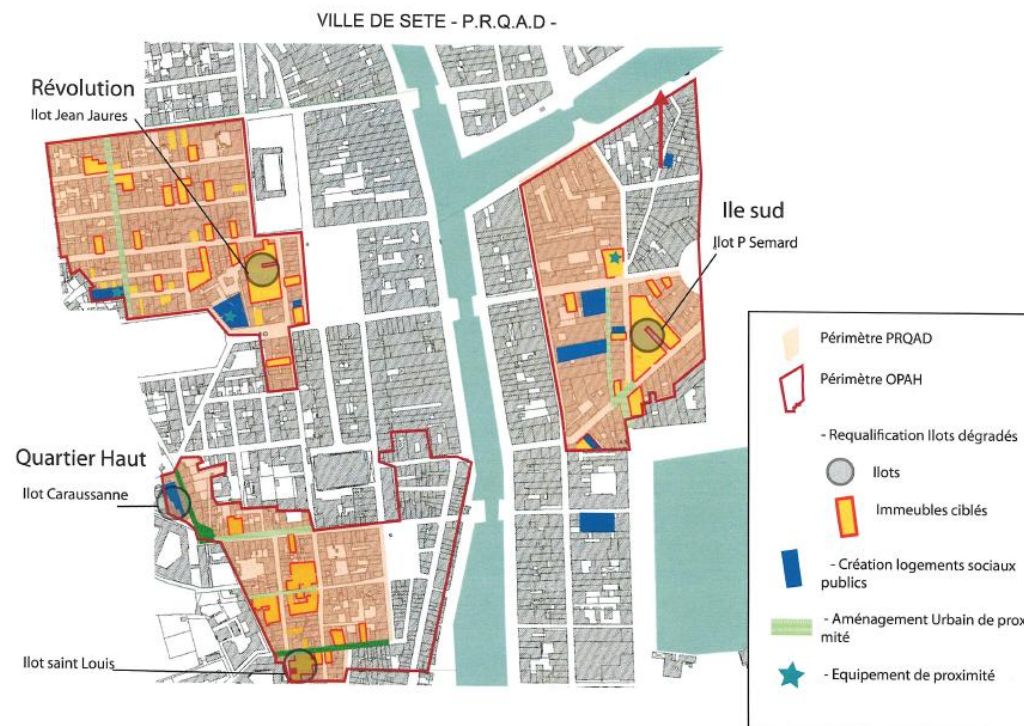 VILLE DE SETE - P.R.Q.A.D -
Révolution
Ilot Jean Jaures
Ile sud
Ilot P Semard
Quartier Haut
Ilot Caraussanne
Ilot saint Louis
Périmètre PRQAD
Périmètre OPAH
- Requalification Ilots dégradés
Ilots
Immeubles ciblés
- Création logements sociaux
publics
- Aménagement Urbain de prox
mité
- Equipement de proximité